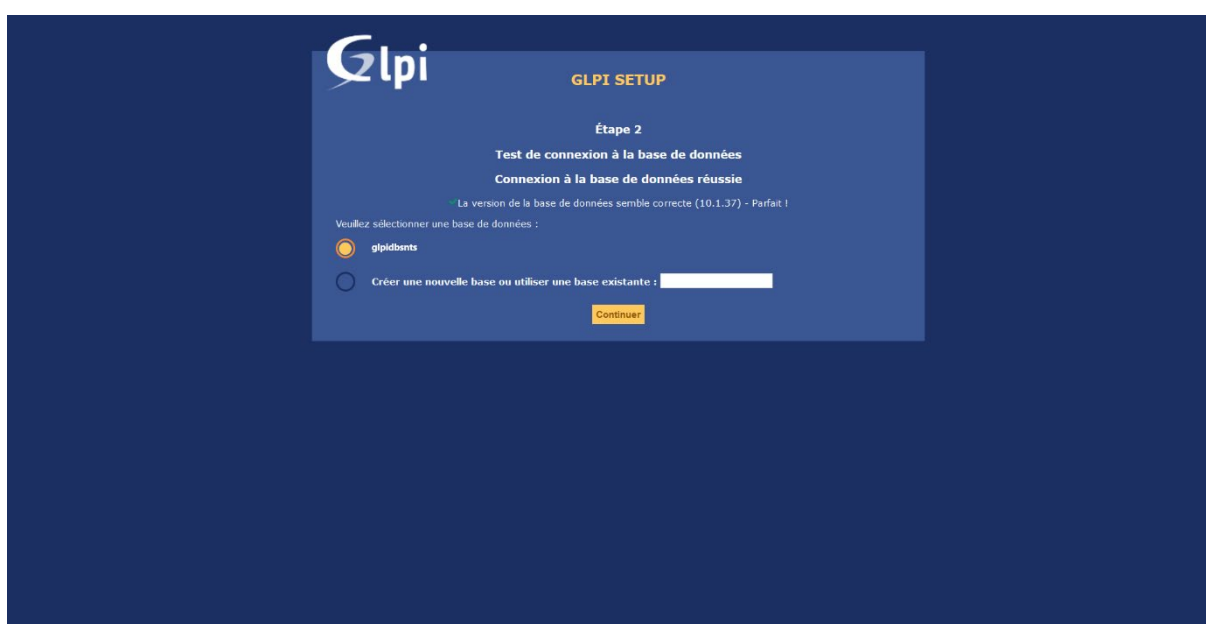 Glpi
GLPI SETUP
Étape 2
Test de connexion à la base de données
Connexion à la base de données réussie
La version de la base de données semble correcte (10.1.37) - Parfait !
Veuillez sélectionner une base de données :
glpidbsnts
Créer une nouvelle base ou utiliser une base existante :
Continuer